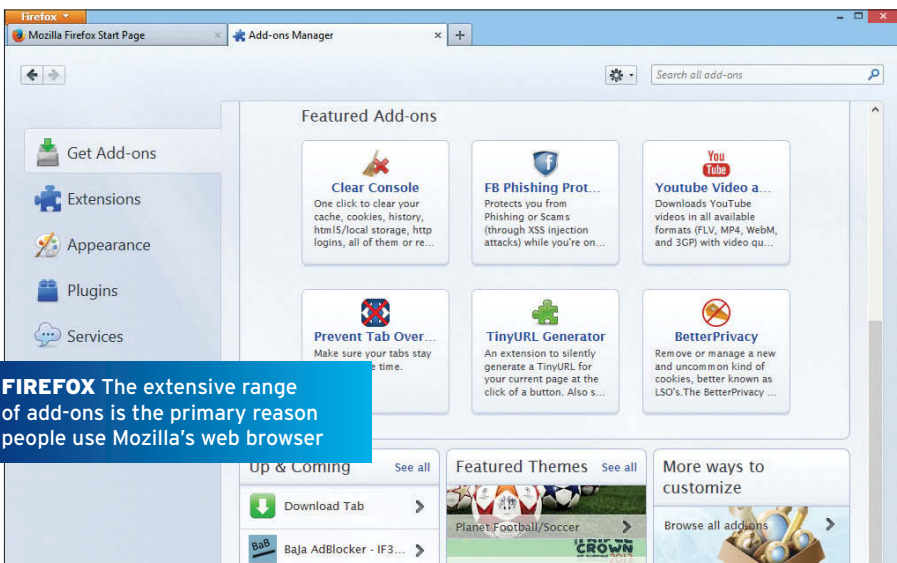 Firefox
Mozilla Firefox Start Page
Add-ons Manager
Search all add-ons
Get Add-ons
Extensions
Appearance
Plugins
Services
Featured Add-ons
Clear Console
One click to clear your
cache, cookies, history,
html5/local storage, http
logins, all of them or re...
FB Phishing Prot...
Protects you from
Phishing or Scams
(through XSS injection
attacks) while you're on...
Youtube Video a...
Downloads YouTube
videos in all available
formats (FLV, MP4, WebM,
and 3GP) with video qu...
Prevent Tab Over...
Make sure your tabs stay
e time.
TinyURL Generator
An extension to silently
generate a TinyURL for
your current page at the
click of a button. Also s...
BetterPrivacy
Remove or manage a new
and uncommon kind of
cookies, better known as
LSO's.The BetterPrivacy ...
FIREFOX The extensive range
of add-ons is the primary reason
people use Mozilla's web browser
Up & Coming
See all
Download Tab
BaB
BaJa AdBlocker - IF3...
Featured Themes
See all
Planet Football/Soccer
CROWN
More ways to
customize
Browse all add-ons
You
Tube